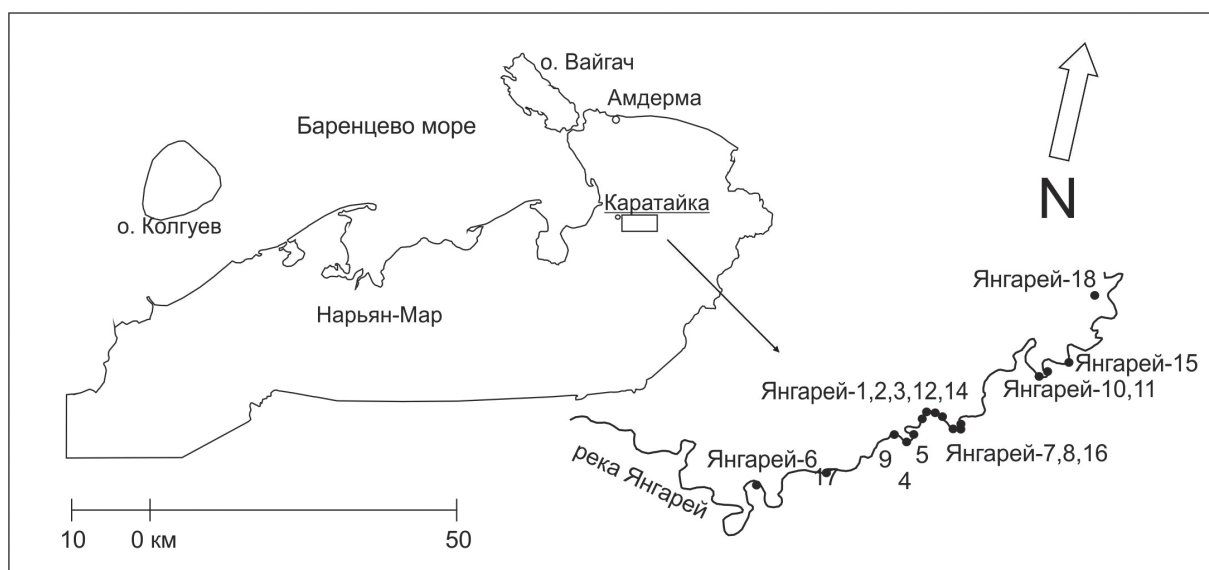 о. Вайгач
Амдерма
Баренцево море
Каратайка
о. Колгуев
N
Нарьян-Мар
Янгарей-18
Янгарей-15
Янгарей-10,11
Янгарей-1,2,3,12,14
Янгарей-7,8,16
9
5
4
Янгарей-6
17
река Янгарей
10 0 км 50